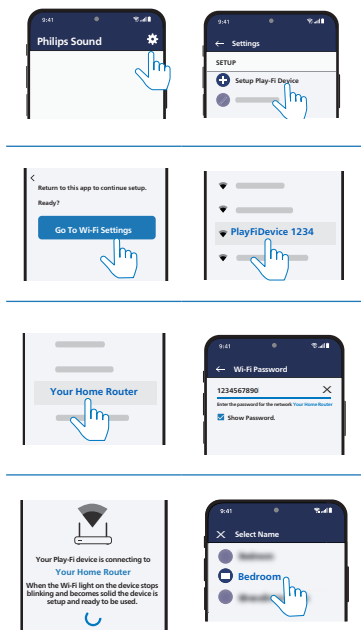 9:41
Philips Sound
9:41
Settings
SETUP
Setup Play-Fi Device
Return to this app to continue setup.
Ready?
Go To Wi-Fi Settings
PlayFiDevice 1234
Your Home Router
9:41
Wi-Fi Password
1234567890
Enter the password for the network Your Home Router
Show Password.
Your Play-Fi device is connecting to
Your Home Router
When the Wi-Fi light on the device stops
blinking and becomes solid the device is
setup and ready to be used.
9:41
Select Name
Bedroom